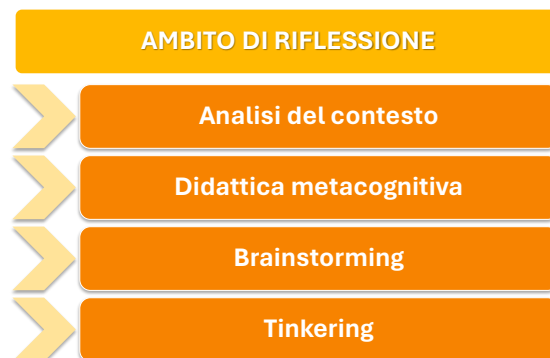 AMBITO DI RIFLESSIONE
Analisi del contesto
Didattica metacognitiva
Brainstorming
Tinkering